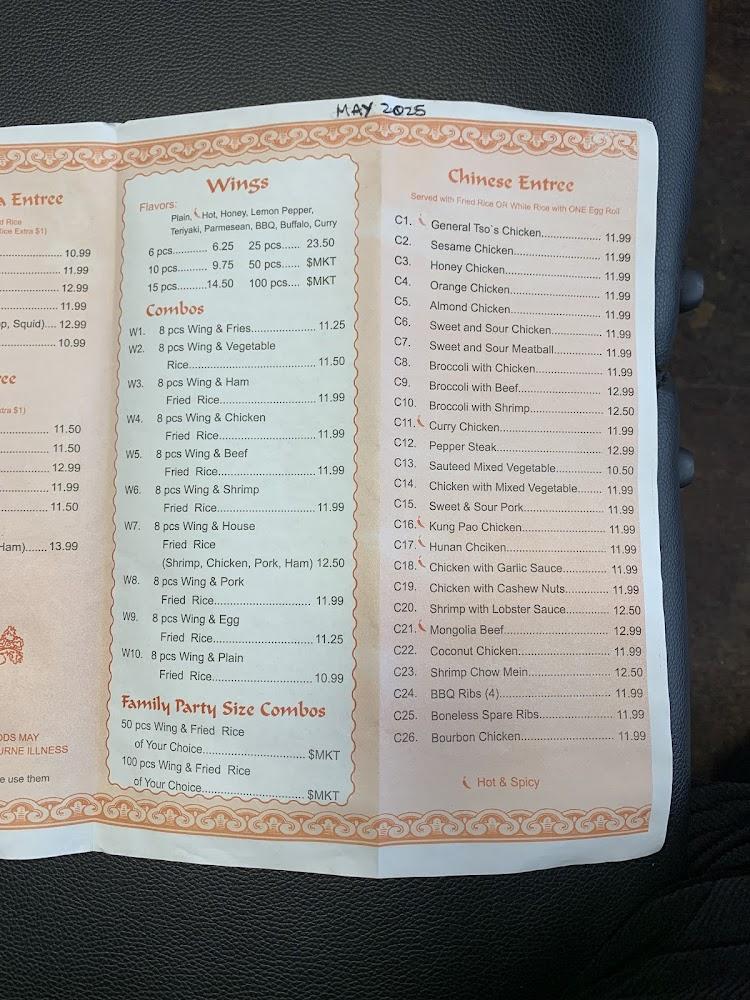 MAY 2025
a Entree
d Rice
Rice Extra $1)
10.99
11.99
12.99
11.99
p, Squid).... 12.99
10.99
ree
xtra $1)
11.50
11.50
12.99
11.99
11.50
Ham)....... 13.99
ODS MAY
URNE ILLNESS
e use them
Wings
Flavors:
Plain, Hot, Honey, Lemon Pepper,
Teriyaki, Parmesean, BBQ, Buffalo, Curry
6 pcs........... 6.25 25 pcs...... 23.50
10 pcs.......... 9.75 50 pcs..... $MKT
15 pcs..........14.50 100 pcs.... $MKT
Combos
W1. 8 pcs Wing & Fries..................... 11.25
W2. 8 pcs Wing & Vegetable
Rice......................................... 11.50
W3. 8 pcs Wing & Ham
Fried Rice............................... 11.99
W4. 8 pcs Wing & Chicken
Fried Rice............................... 11.99
W5. 8 pcs Wing & Beef
Fried Rice............................... 11.99
W6. 8 pcs Wing & Shrimp
Fried Rice............................... 11.99
W7. 8 pcs Wing & House
Fried Rice
(Shrimp, Chicken, Pork, Ham) 12.50
W8. 8 pcs Wing & Pork
Fried Rice............................... 11.99
W9. 8 pcs Wing & Egg
Fried Rice............................... 11.25
W10. 8 pcs Wing & Plain
Fried Rice............................... 10.99
Family Party Size Combos
50 pcs Wing & Fried Rice
of Your Choice................................. $MKT
100 pcs Wing & Fried Rice
of Your Choice................................. $MKT
Chinese Entree
Served with Fried Rice OR White Rice with ONE Egg Roll
C1. General Tso`s Chicken.................... 11.99
C2. Sesame Chicken............................. 11.99
C3. Honey Chicken................................ 11.99
C4. Orange Chicken.............................. 11.99
C5. Almond Chicken.............................. 11.99
C6. Sweet and Sour Chicken................. 11.99
C7. Sweet and Sour Meatball................ 11.99
C8. Broccoli with Chicken...................... 11.99
C9. Broccoli with Beef............................ 12.99
C10. Broccoli with Shrimp........................ 12.50
C11. Curry Chicken.................................. 11.99
C12. Pepper Steak................................... 12.99
C13. Sauteed Mixed Vegetable............... 10.50
C14. Chicken with Mixed Vegetable......... 11.99
C15. Sweet & Sour Pork.......................... 11.99
C16. Kung Pao Chicken........................... 11.99
C17. Hunan Chciken................................ 11.99
C18. Chicken with Garlic Sauce............... 11.99
C19. Chicken with Cashew Nuts.............. 11.99
C20. Shrimp with Lobster Sauce.............. 12.50
C21. Mongolia Beef.................................. 12.99
C22. Coconut Chicken............................. 11.99
C23. Shrimp Chow Mein.......................... 12.50
C24. BBQ Ribs (4).................................... 11.99
C25. Boneless Spare Ribs....................... 11.99
C26. Bourbon Chicken............................. 11.99
Hot & Spicy